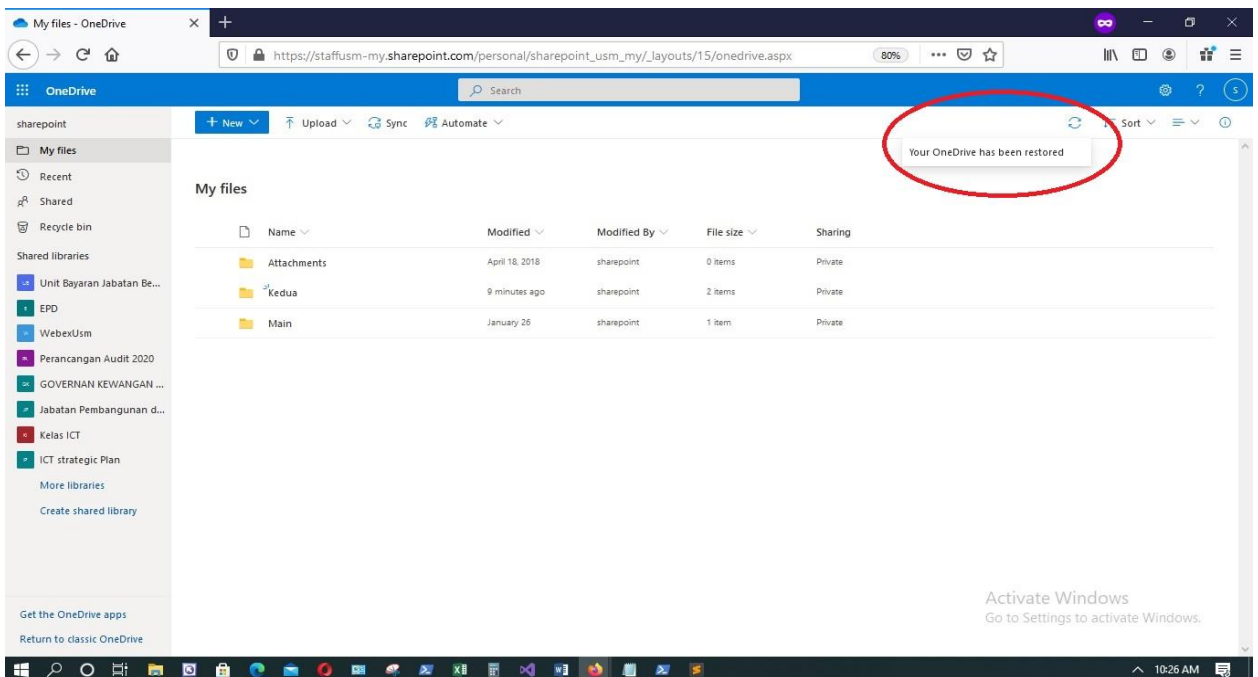 My files - OneDrive
https://staffusm-my.sharepoint.com/personal/sharepoint_usm_my/_layouts/15/onedrive.aspx
80%
OneDrive
Search
?
S
sharepoint
+ New
Upload
Sync
Automate
Sort
Your OneDrive has been restored
My files
Recent
Shared
Recycle bin
Shared libraries
Unit Bayaran Jabatan Be...
EPD
WebexUsm
Perancangan Audit 2020
GOVERNAN KEWANGAN ...
Jabatan Pembangunan d...
Kelas ICT
ICT strategic Plan
More libraries
Create shared library
Get the OneDrive apps
Return to classic OneDrive
My files
Name Modified Modified By File size Sharing
Attachments April 18, 2018 sharepoint 0 items Private
Kedua 9 minutes ago sharepoint 2 items Private
Main January 26 sharepoint 1 item Private
Activate Windows
Go to Settings to activate Windows.
10:26 AM